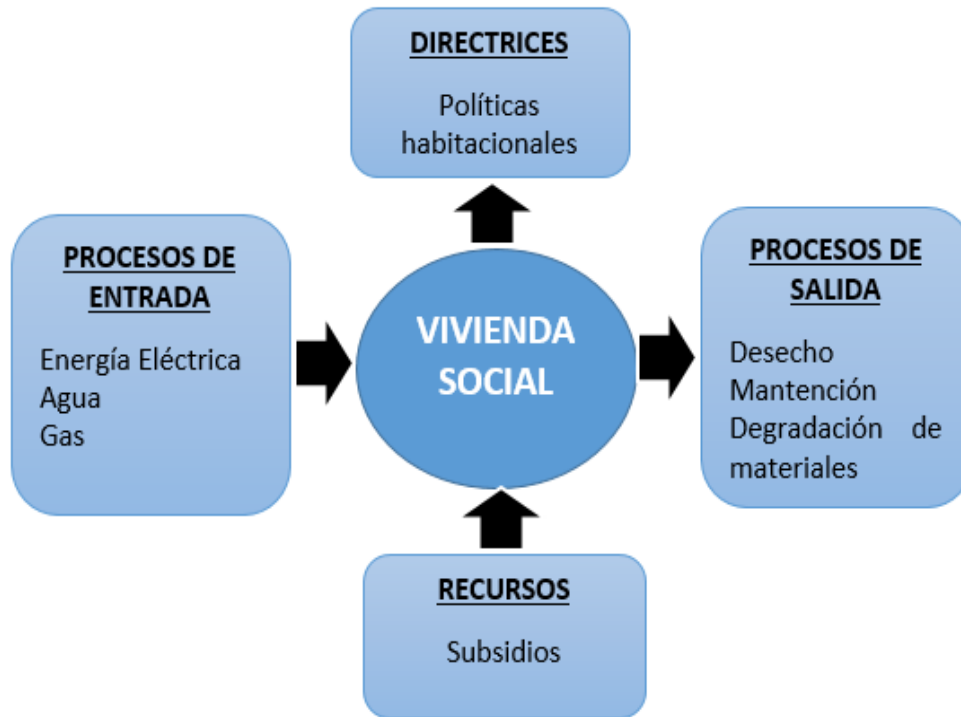 DIRECTRICES
Políticas
habitacionales
PROCESOS DE
ENTRADA
Energía Eléctrica
Agua
Gas
VIVIENDA
SOCIAL
PROCESOS DE
SALIDA
Desecho
Mantención
Degradación de
materiales
RECURSOS
Subsidios